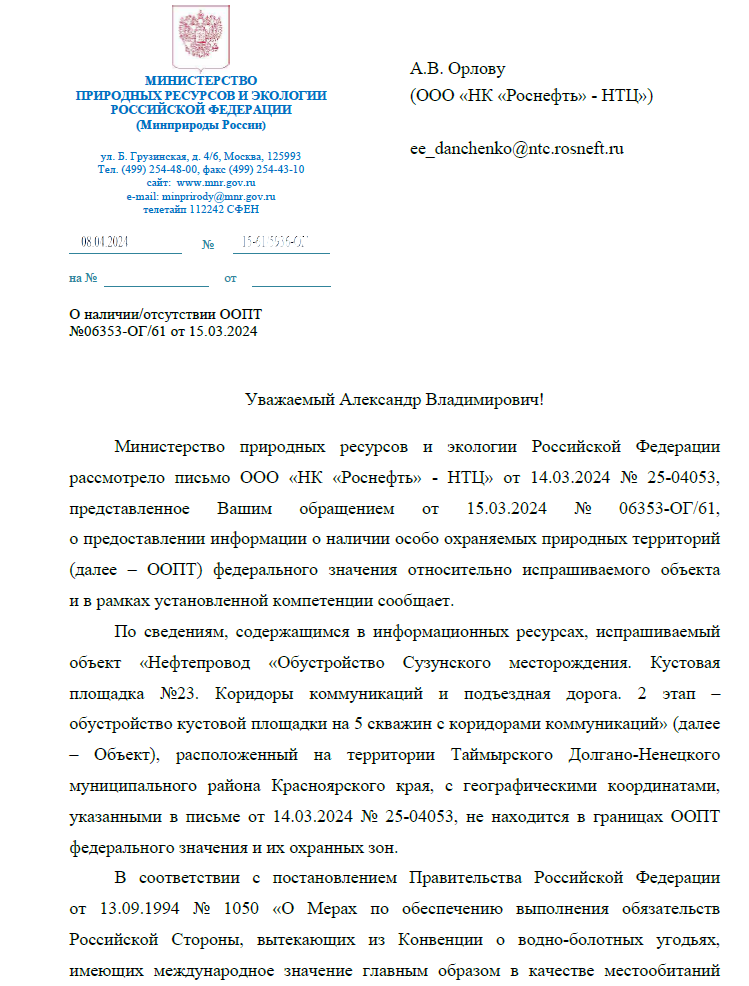 МИНИСТЕРСТВО
ПРИРОДНЫХ РЕСУРСОВ И ЭКОЛОГИИ
РОССИЙСКОЙ ФЕДЕРАЦИИ
(Минприроды России)
ул. Б. Грузинская, д. 4/6, Москва, 125993
Тел. (499) 254-48-00, факс (499) 254-43-10
сайт: www.mnr.gov.ru
e-mail: minprirody@mnr.gov.ru
телетайп 112242 СФЕН
08.04.2024 №
на № от
О наличии/отсутствии ООПТ
№06353-ОГ/61 от 15.03.2024
А.В. Орлову
(ООО «НК «Роснефть» - НТЦ»)
ee_danchenko@ntc.rosneft.ru
Уважаемый Александр Владимирович!
Министерство природных ресурсов и экологии Российской Федерации
рассмотрело письмо ООО «НК «Роснефть» - НТЦ» от 14.03.2024 № 25-04053,
представленное Вашим обращением от 15.03.2024 № 06353-ОГ/61,
о предоставлении информации о наличии особо охраняемых природных территорий
(далее – ООПТ) федерального значения относительно испрашиваемого объекта
и в рамках установленной компетенции сообщает.
По сведениям, содержащимся в информационных ресурсах, испрашиваемый
объект «Нефтепровод «Обустройство Сузунского месторождения. Кустовая
площадка №23. Коридоры коммуникаций и подъездная дорога. 2 этап –
обустройство кустовой площадки на 5 скважин с коридорами коммуникаций» (далее
– Объект), расположенный на территории Таймырского Долгано-Ненецкого
муниципального района Красноярского края, с географическими координатами,
указанными в письме от 14.03.2024 № 25-04053, не находится в границах ООПТ
федерального значения и их охранных зон.
В соответствии с постановлением Правительства Российской Федерации
от 13.09.1994 № 1050 «О Мерах по обеспечению выполнения обязательств
Российской Стороны, вытекающих из Конвенции о водно-болотных угодьях,
имеющих международное значение главным образом в качестве местообитаний